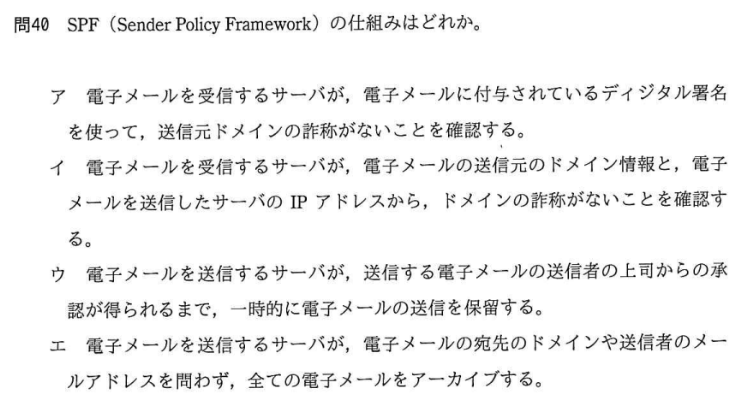 問40 SPF（Sender Policy Framework）の仕組みはどれか。
ア 電子メールを受信するサーバが，電子メールに付与されているディジタル署名
を使って，送信元ドメインの詐称がないことを確認する。
イ 電子メールを受信するサーバが，電子メールの送信元のドメイン情報と，電子
メールを送信したサーバの IP アドレスから，ドメインの詐称がないことを確認す
る。
ウ 電子メールを送信するサーバが，送信する電子メールの送信者の上司からの承
認が得られるまで，一時的に電子メールの送信を保留する。
エ 電子メールを送信するサーバが，電子メールの宛先のドメインや送信者のメー
ルアドレスを問わず，全ての電子メールをアーカイブする。